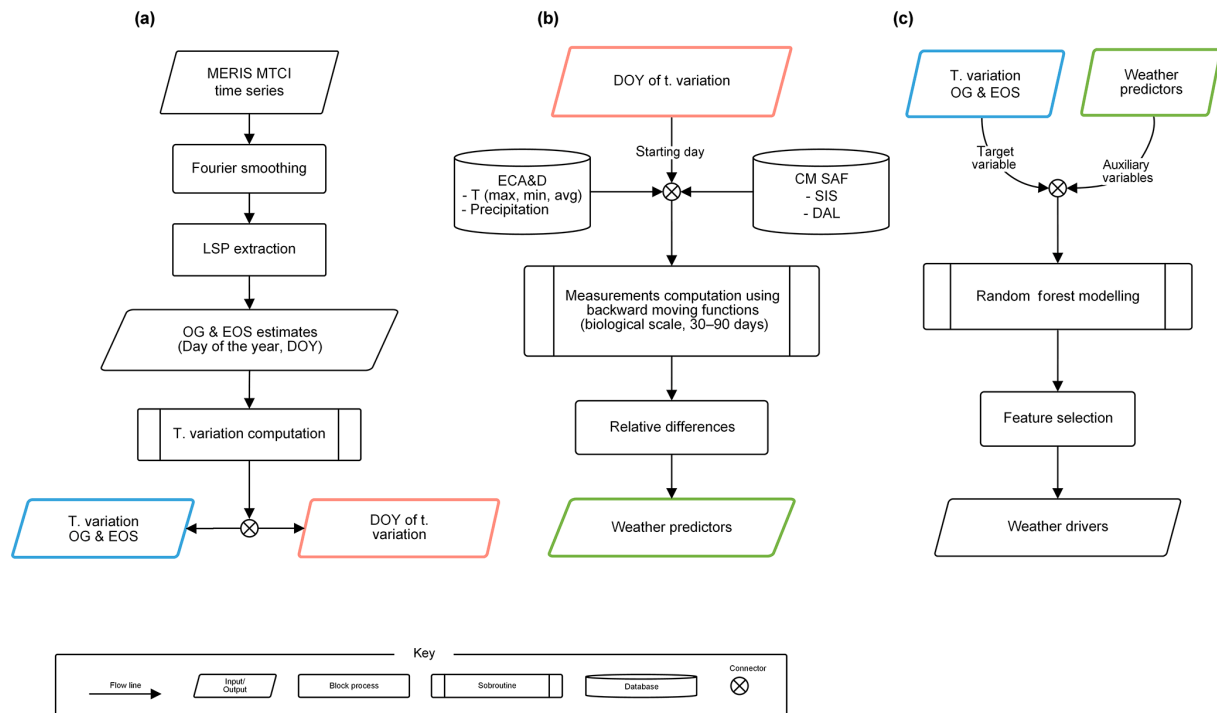 (a)
MERIS MTCI
time series
Fourier smoothing
LSP extraction
OG & EOS estimates
(Day of the year, DOY)
T. variation computation
T. variation
OG & EOS
DOY of t.
variation
(b)
DOY of t. variation
Starting day
ECA&D
- T (max, min, avg)
- Precipitation
CM SAF
- SIS
- DAL
Measurements computation using
backward moving functions
(biological scale, 30–90 days)
Relative differences
Weather predictors
(c)
T. variation
OG & EOS
Weather
predictors
Target
variable
Auxiliary
variables
Random forest modelling
Feature selection
Weather drivers
Key
Flow line
Input/
Output
Block process
Sobroutine
Database
Connector